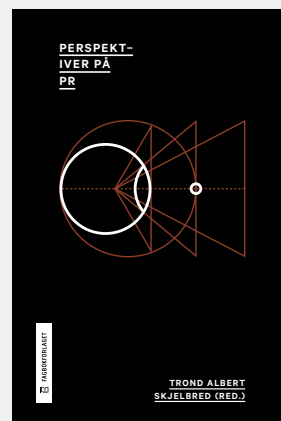 PERSPEKT–
IVER PÅ
PR
FAGBOKFORLAGET
TROND ALBERT
SKJELBRED (RED.)